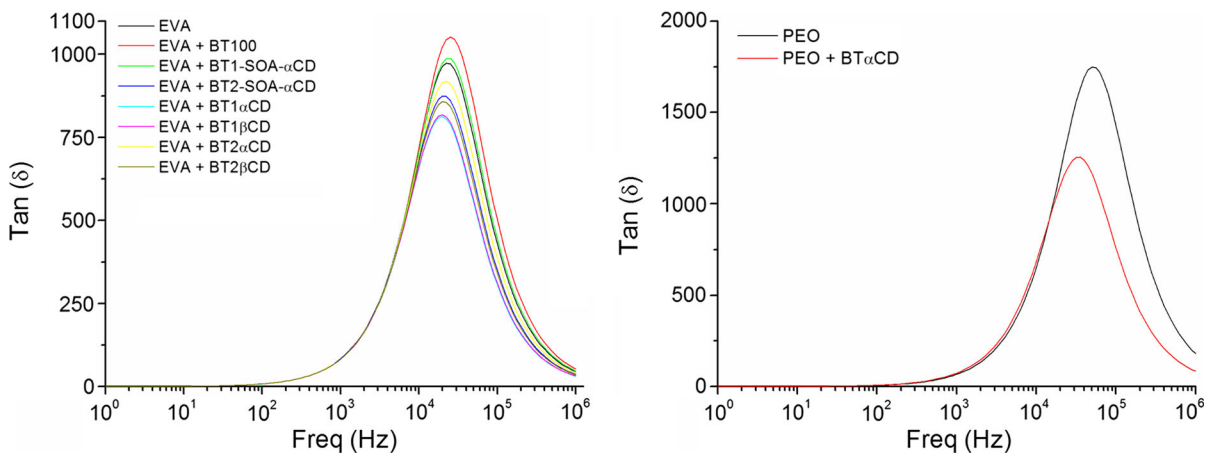 1100
1000
750
500
250
0
Tan (δ)
EVA
EVA + BT100
EVA + BT1-SOA-αCD
EVA + BT2-SOA-αCD
EVA + BT1αCD
EVA + BT1βCD
EVA + BT2αCD
EVA + BT2βCD
10⁰ 10¹ 10² 10³ 10⁴ 10⁵ 10⁶
Freq (Hz)
2000
1500
1000
500
0
Tan (δ)
PEO
PEO + BTαCD
10⁰ 10¹ 10² 10³ 10⁴ 10⁵ 10⁶
Freq (Hz)